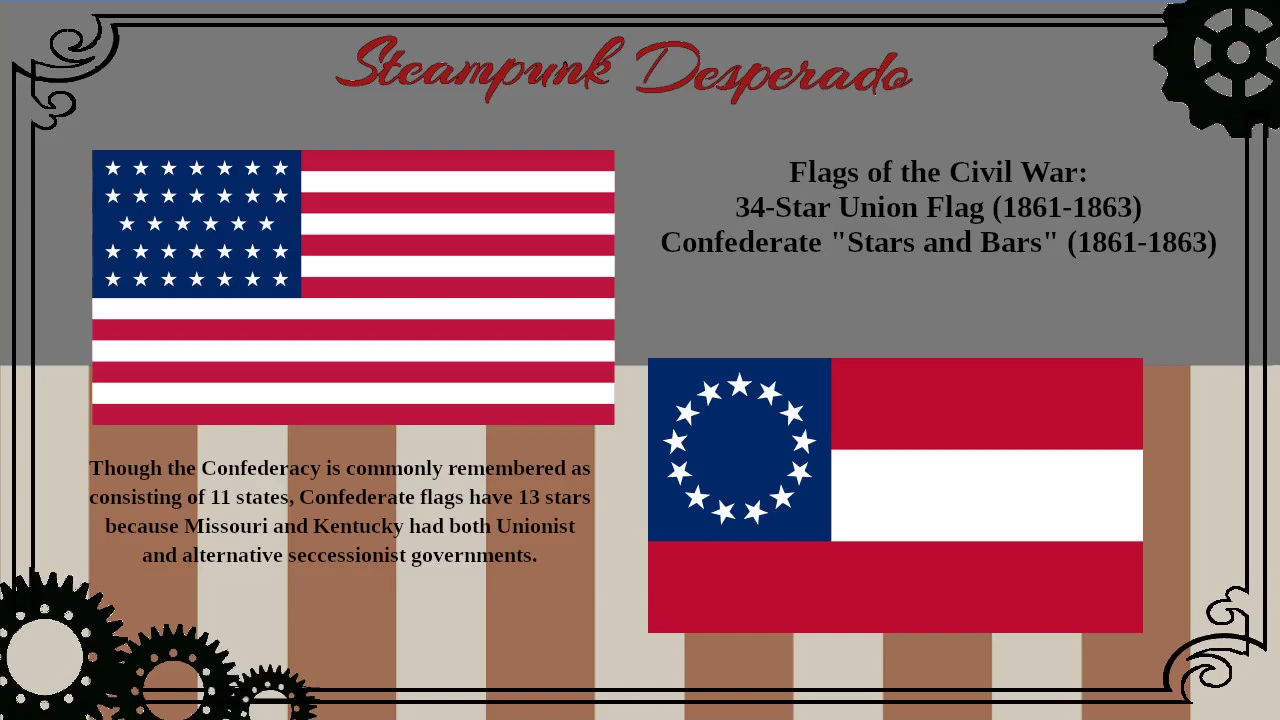 Steampunk Desperado
Flags of the Civil War:
34-Star Union Flag (1861-1863)
Confederate "Stars and Bars" (1861-1863)
Though the Confederacy is commonly remembered as
consisting of 11 states, Confederate flags have 13 stars
because Missouri and Kentucky had both Unionist
and alternative seccessionist governments.